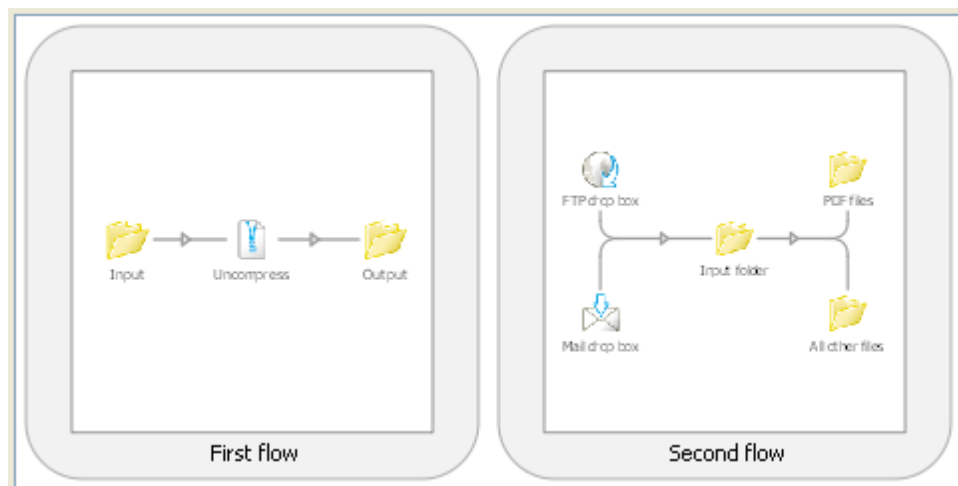 Input
Uncompress
Output
First flow
FTP drop box
PDF files
Input folder
Mail drop box
All other files
Second flow